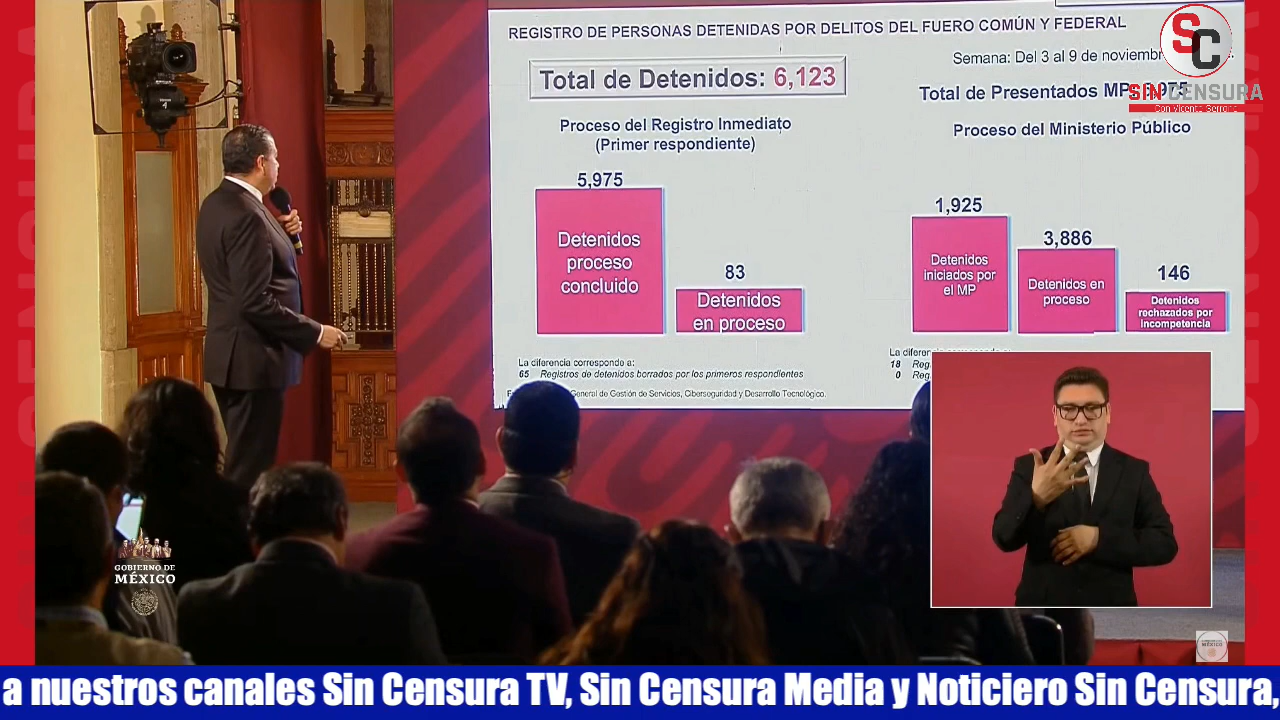 REGISTRO DE PERSONAS DETENIDAS POR DELITOS DEL FUERO COMÚN Y FEDERAL
Semana: Del 3 al 9 de
Total de Detenidos: 6,123
Total de Presentados
SC
SIN CENSURA
Con Vicente Serrano
Proceso del Registro Inmediato
(Primer respondiente)
5,975
Detenidos
proceso
concluido
83
Detenidos
en proceso
La diferencia corresponde a:
65 Registros de detenidos borrados por los primeros respondientes
General de Gestión de Servicios, Ciberseguridad y Desarrollo Tecnológico.
Proceso del Ministerio Público
1,925
Detenidos
iniciados por
el MP
3,886
Detenidos en
proceso
146
Detenidos
rechazados por
incompetencia
La
18
0
GOBIERNO DE
MÉXICO
a nuestros canales Sin Censura TV, Sin Censura Media y Noticiero Sin Censura,